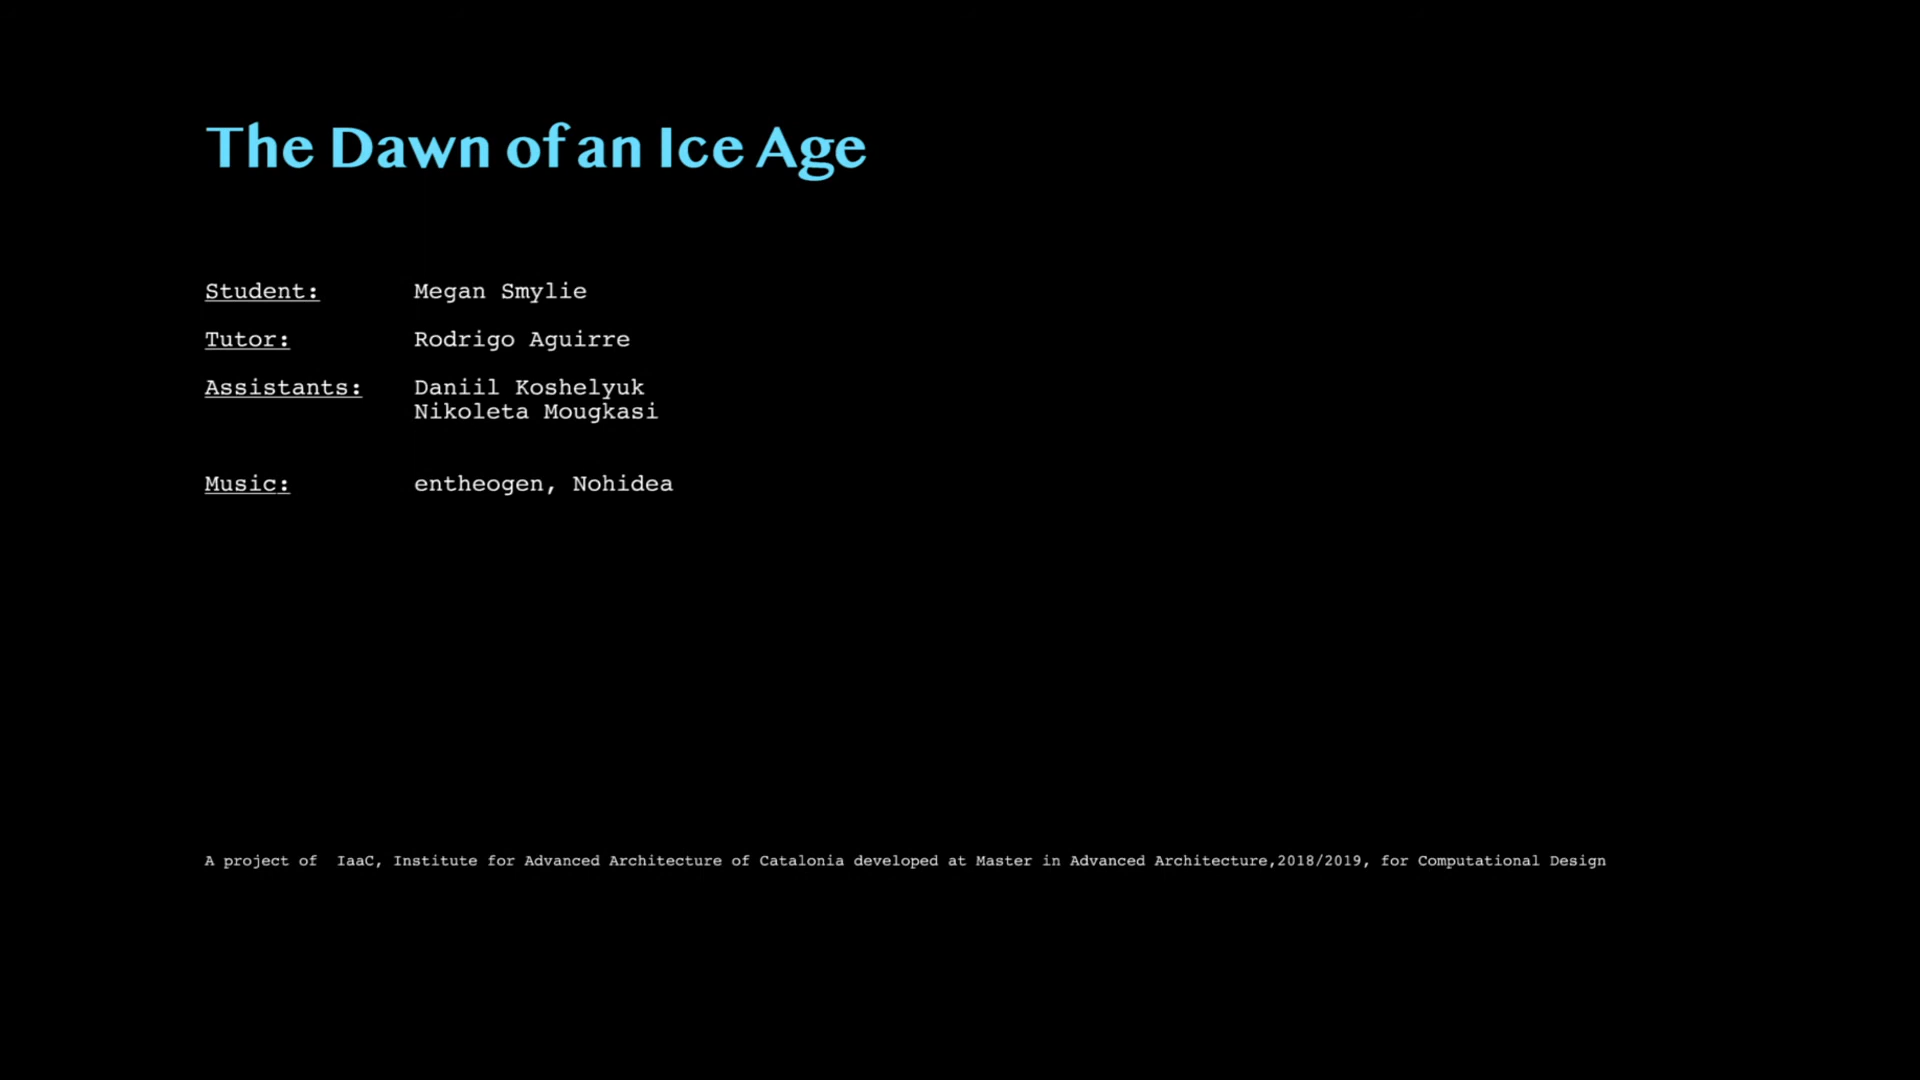 The Dawn of an Ice Age
Student: Megan Smylie
Tutor: Rodrigo Aguirre
Assistants: Daniil Koshelyuk
Nikoleta Mougkasi
Music: entheogen, Nohidea
A project of  IaaC, Institute for Advanced Architecture of Catalonia developed at Master in Advanced Architecture,2018/2019, for Computational Design